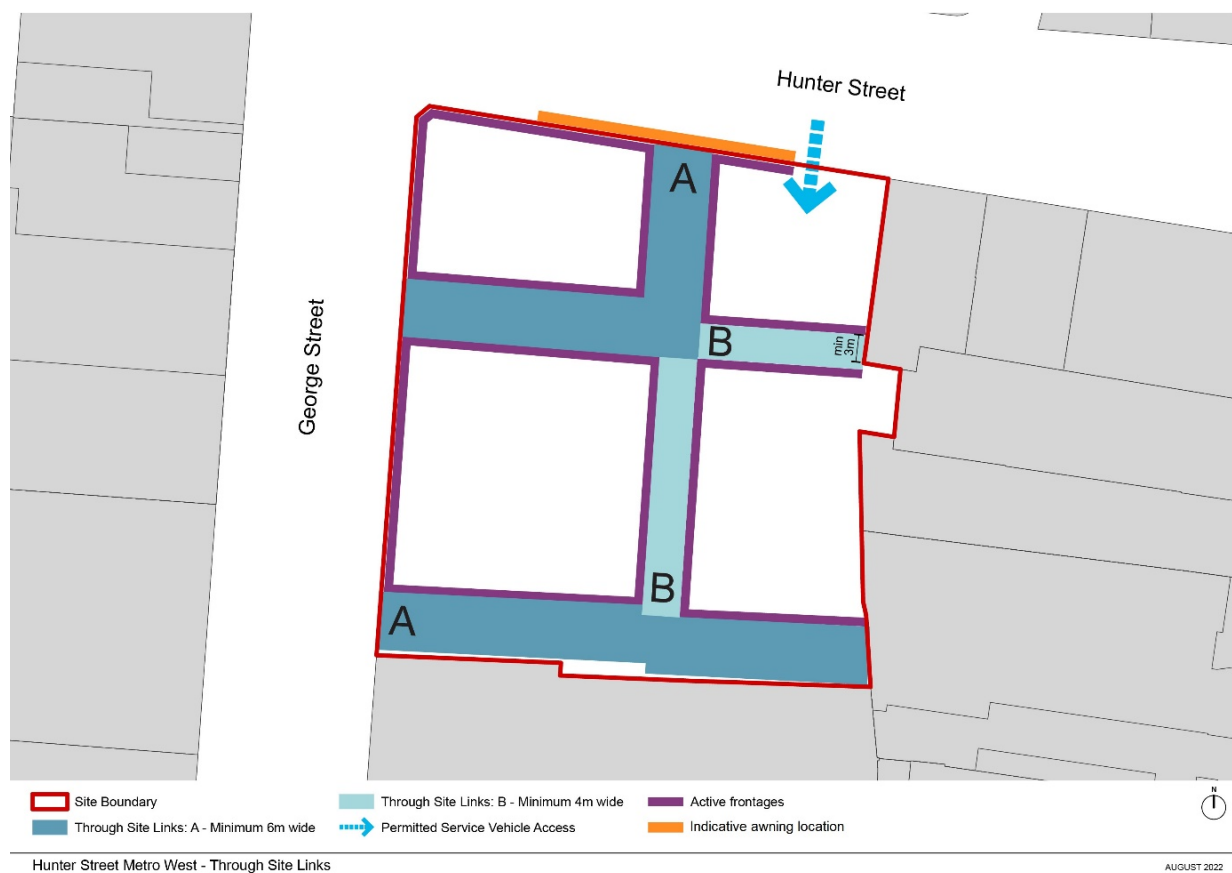 Hunter Street
A
George Street
B
min
3m
B
A
Site Boundary
Through Site Links: A - Minimum 6m wide
Through Site Links: B - Minimum 4m wide
Permitted Service Vehicle Access
Active frontages
Indicative awning location
N
Hunter Street Metro West - Through Site Links
AUGUST 2022